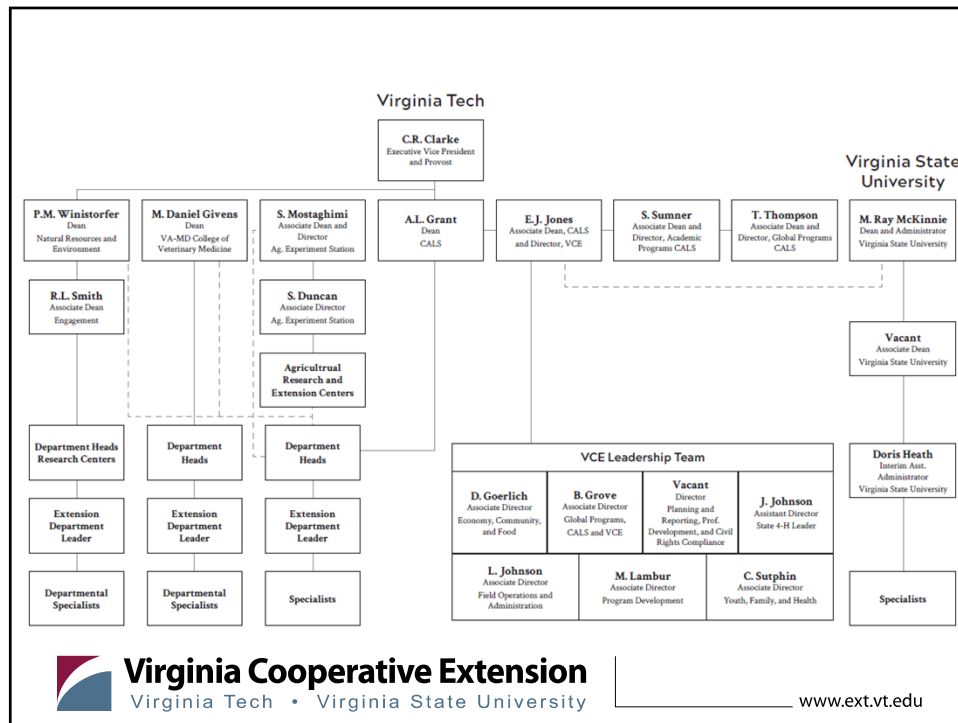 Virginia Tech
C.R. Clarke
Executive Vice President
and Provost
Virginia State
University
P.M. Winistorfer
Dean
Natural Resources and
Environment
M. Daniel Givens
Dean
VA-MD College of
Veterinary Medicine
S. Mostaghimi
Associate Dean and
Director
Ag. Experiment Station
A.L. Grant
Dean
CALS
E.J. Jones
Associate Dean, CALS
and Director, VCE
S. Sumner
Associate Dean and
Director, Academic
Programs CALS
T. Thompson
Associate Dean and
Director, Global Programs
CALS
M. Ray McKinnie
Dean and Administrator
Virginia State University
R.L. Smith
Associate Dean
Engagement
S. Duncan
Associate Director
Ag. Experiment Station
Vacant
Associate Dean
Virginia State University
Agricultrual
Research and
Extension Centers
Department Heads
Research Centers
Department
Heads
Department
Heads
VCE Leadership Team
Doris Heath
Interim Asst.
Administrator
Virginia State University
D. Goerlich
Associate Director
Economy, Community,
and Food
B. Grove
Associate Director
Global Programs,
CALS and VCE
Vacant
Director
Planning and
Reporting, Prof.
Development, and Civil
Rights Compliance
J. Johnson
Assistant Director
State 4-H Leader
Extension
Department
Leader
Extension
Department
Leader
Extension
Department
Leader
L. Johnson
Associate Director
Field Operations and
Administration
M. Lambur
Associate Director
Program Development
C. Sutphin
Associate Director
Youth, Family, and Health
Departmental
Specialists
Departmental
Specialists
Specialists
Specialists
Virginia Cooperative Extension
Virginia Tech • Virginia State University
www.ext.vt.edu